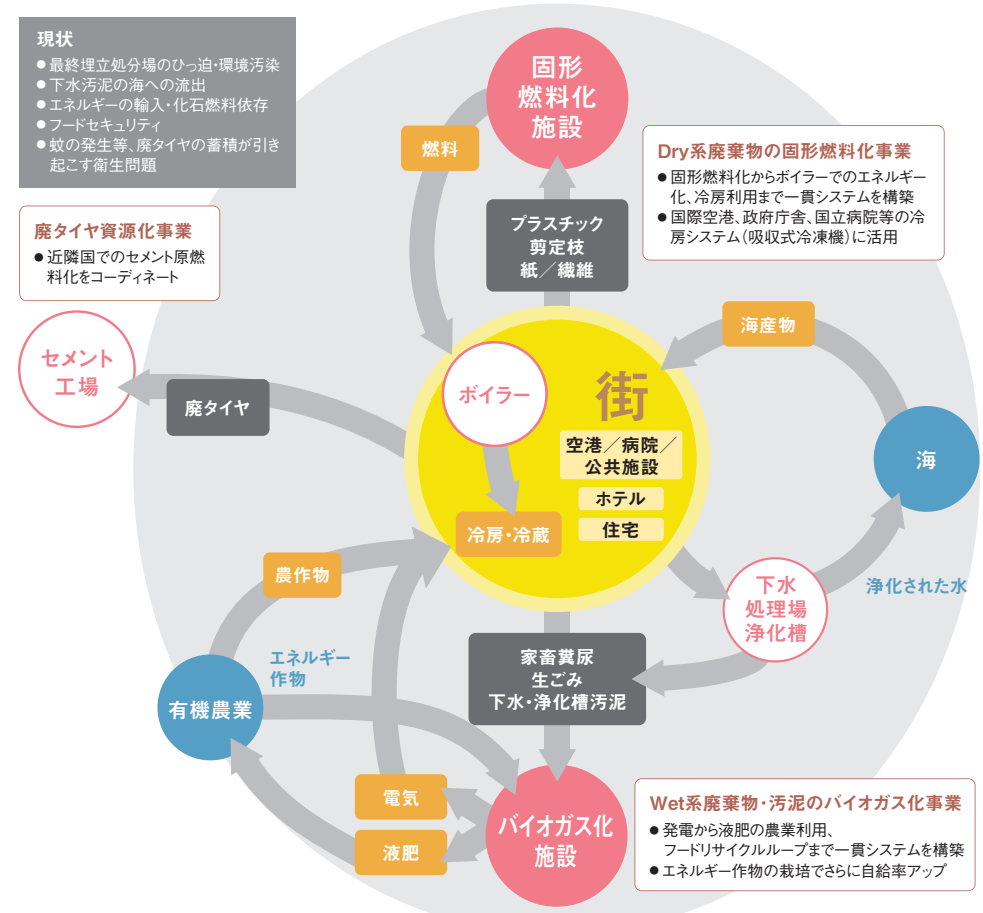 現状
●最終埋立処分場のひっ迫・環境汚染
●下水汚泥の海への流出
●エネルギーの輸入・化石燃料依存
●フードセキュリティ
●蚊の発生等、廃タイヤの蓄積が引き
起こす衛生問題
固形
燃料化
施設
燃料
Dry系廃棄物の固形燃料化事業
●固形燃料化からボイラーでのエネルギー
化、冷房利用まで一貫システムを構築
●国際空港、政府庁舎、国立病院等の冷
房システム(吸収式冷凍機)に活用
プラスチック
剪定枝
紙／繊維
廃タイヤ資源化事業
●近隣国でのセメント原燃
料化をコーディネート
海産物
セメント
工場
廃タイヤ
ボイラー
街
空港／病院／
公共施設
ホテル
住宅
海
冷房・冷蔵
農作物
下水
処理場
浄化槽
浄化された水
エネルギー
作物
有機農業
家畜糞尿
生ごみ
下水・浄化槽汚泥
電気
液肥
バイオガス化
施設
Wet系廃棄物・汚泥のバイオガス化事業
●発電から液肥の農業利用、
フードリサイクルループまで一貫システムを構築
●エネルギー作物の栽培でさらに自給率アップ